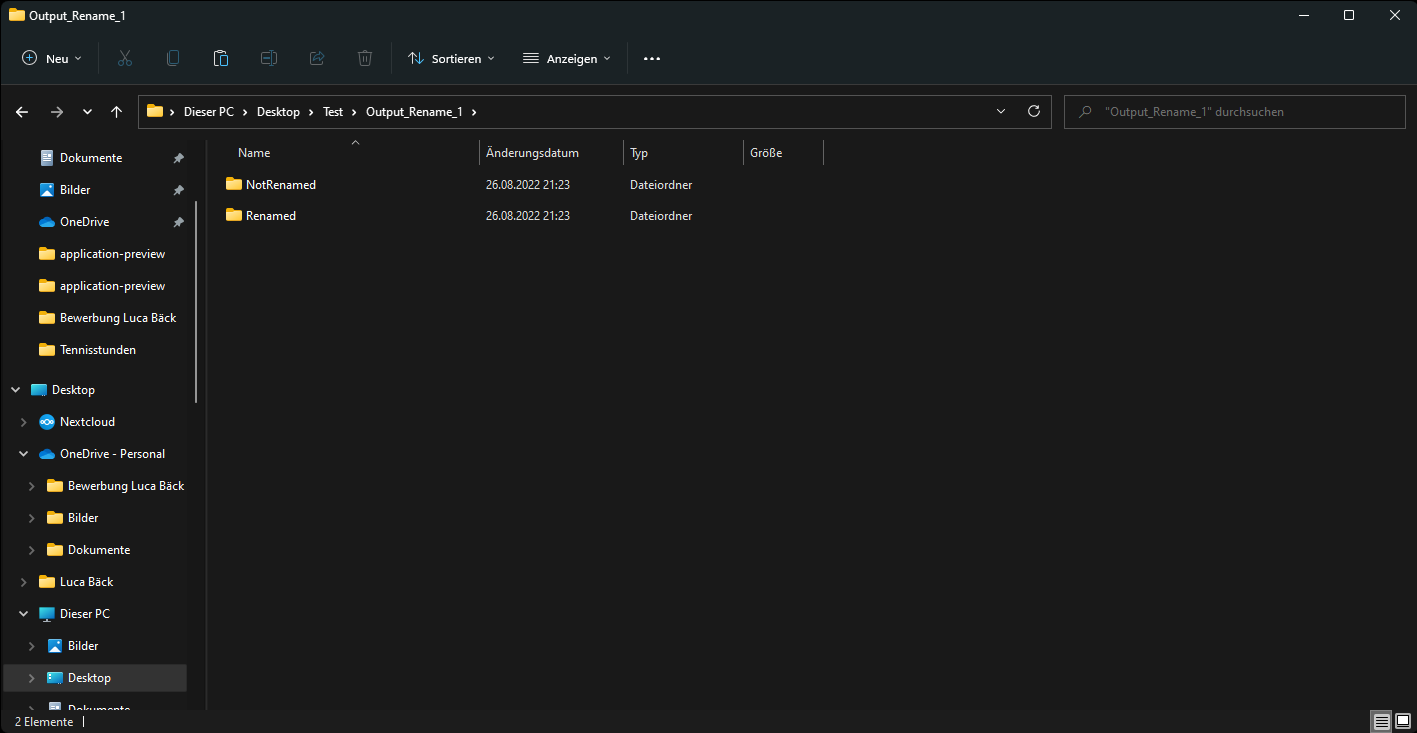 Output_Rename_1
Neu
Sortieren
Anzeigen
Dieser PC > Desktop > Test > Output_Rename_1 >
"Output_Rename_1" durchsuchen
Dokumente
Bilder
OneDrive
application-preview
application-preview
Bewerbung Luca Bäck
Tennisstunden
Desktop
Nextcloud
OneDrive - Personal
Bewerbung Luca Bäck
Bilder
Dokumente
Luca Bäck
Dieser PC
Bilder
Desktop
Dokumente
Name Änderungsdatum Typ Größe
NotRenamed 26.08.2022 21:23 Dateiordner
Renamed 26.08.2022 21:23 Dateiordner
2 Elemente